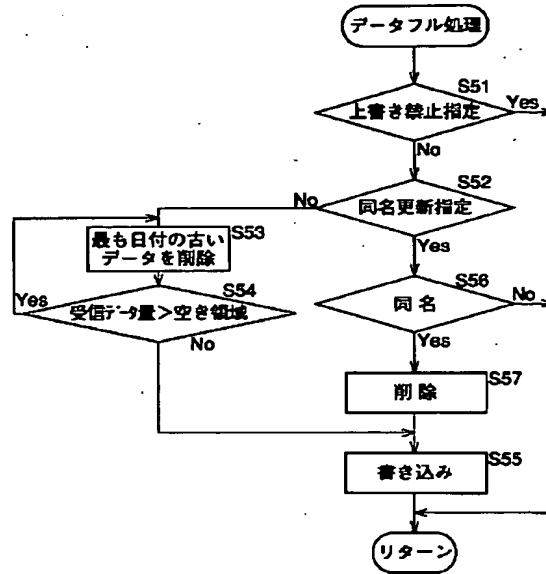 データフル処理
S51
上書き禁止指定
Yes
No
S52
No
同名更新指定
Yes
S53
最も日付の古い
データを削除
S54
Yes
受信データ量>空き領域
No
S56
同名
No
Yes
S57
削除
S55
書き込み
リターン